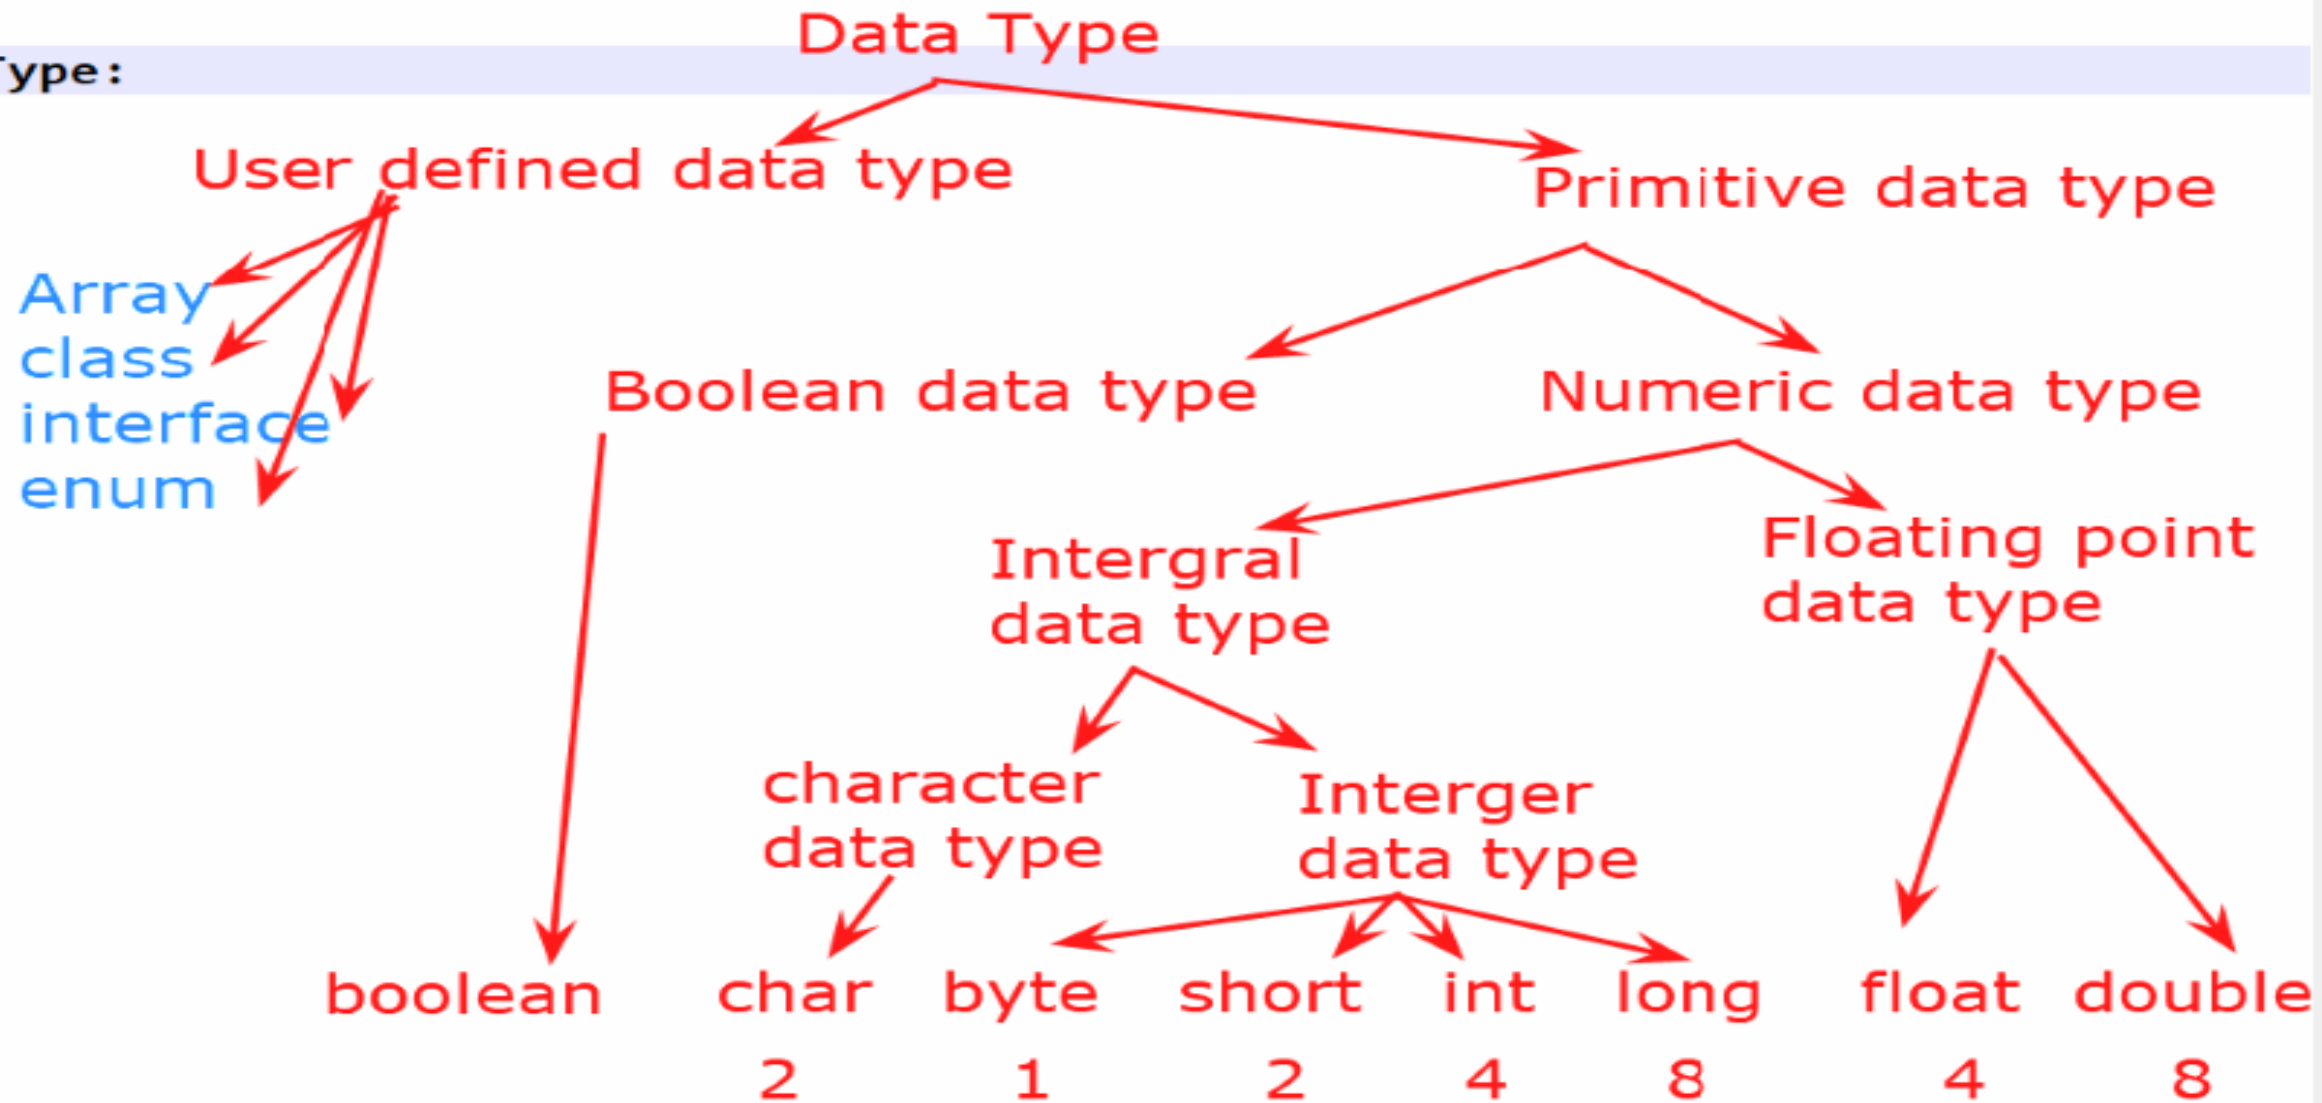 Data Type
ype:
User defined data type
Primitive data type
Array
class
interface
enum
Boolean data type
Numeric data type
Intergral
data type
Floating point
data type
character
data type
Interger
data type
boolean char byte short int long float double
2 1 2 4 8 4 8